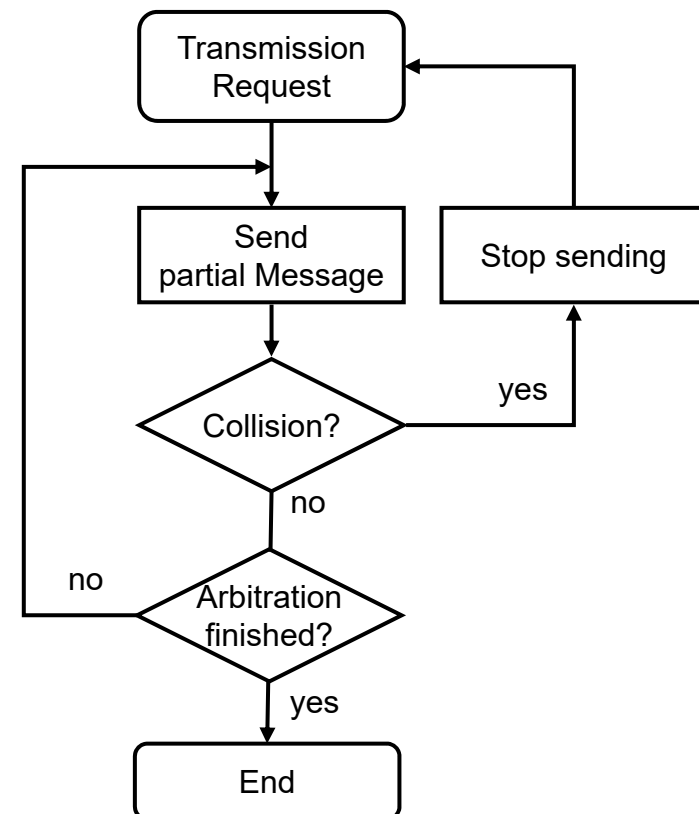 Transmission
Request
Send
partial Message
Stop sending
yes
Collision?
no
no
Arbitration
finished?
yes
End